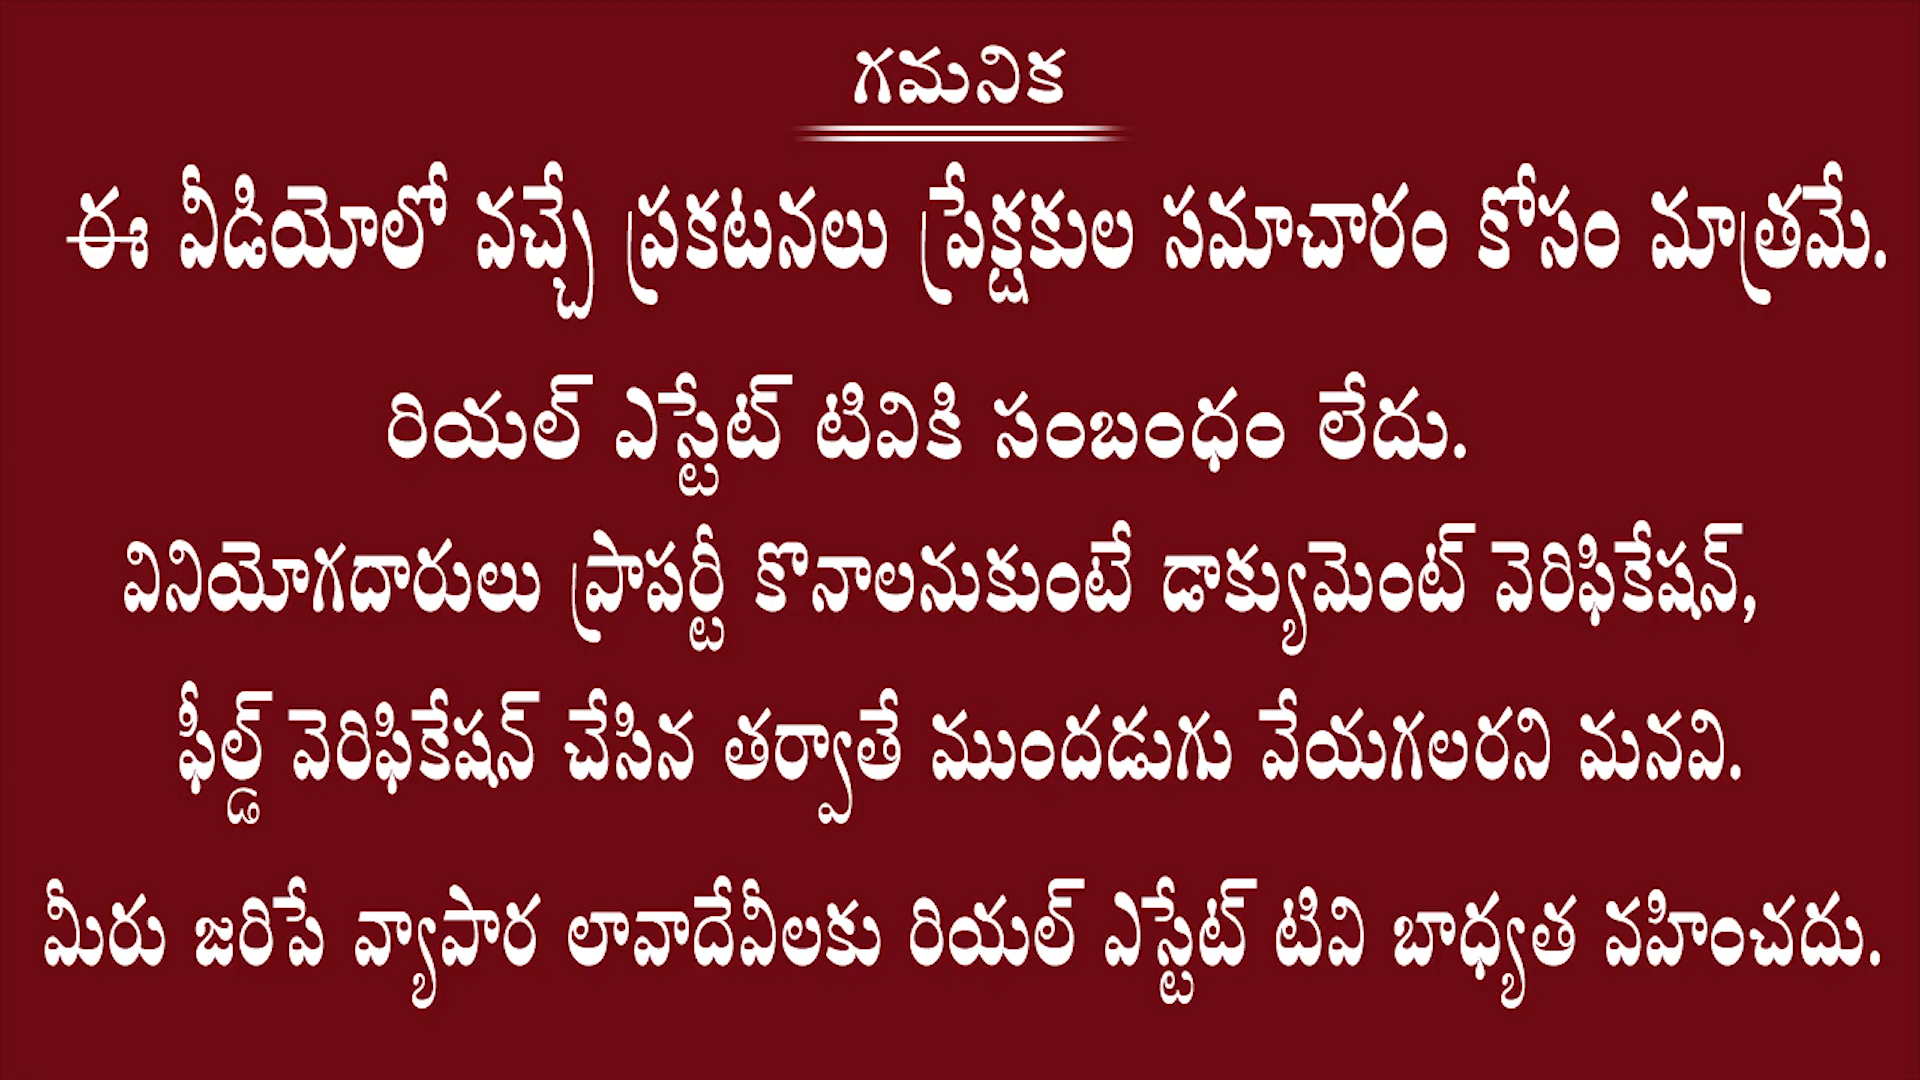 గమనిక
ఈ వీడియోలో వచ్చే ప్రకటనలు ప్రేక్షకుల సమాచారం కోసం మాత్రమే.
రియల్ ఎస్టేట్ టివికి సంబంధం లేదు.
వినియోగదారులు ప్రాపర్టీ కొనాలనుకుంటే డాక్యుమెంట్ వెరిఫికేషన్,
ఫీల్డ్ వెరిఫికేషన్ చేసిన తర్వాతే ముందడుగు వేయగలరని మనవి.
మీరు జరిపే వ్యాపార లావాదేవీలకు రియల్ ఎస్టేట్ టివి బాధ్యత వహించదు.